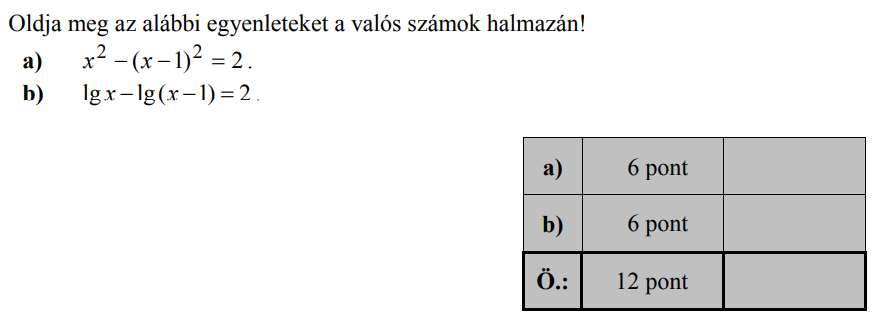 Oldja meg az alábbi egyenleteket a valós számok halmazán!
a) x² − (x − 1)² = 2.
b) lg x − lg(x − 1) = 2.
a) 6 pont
b) 6 pont
Ö.: 12 pont